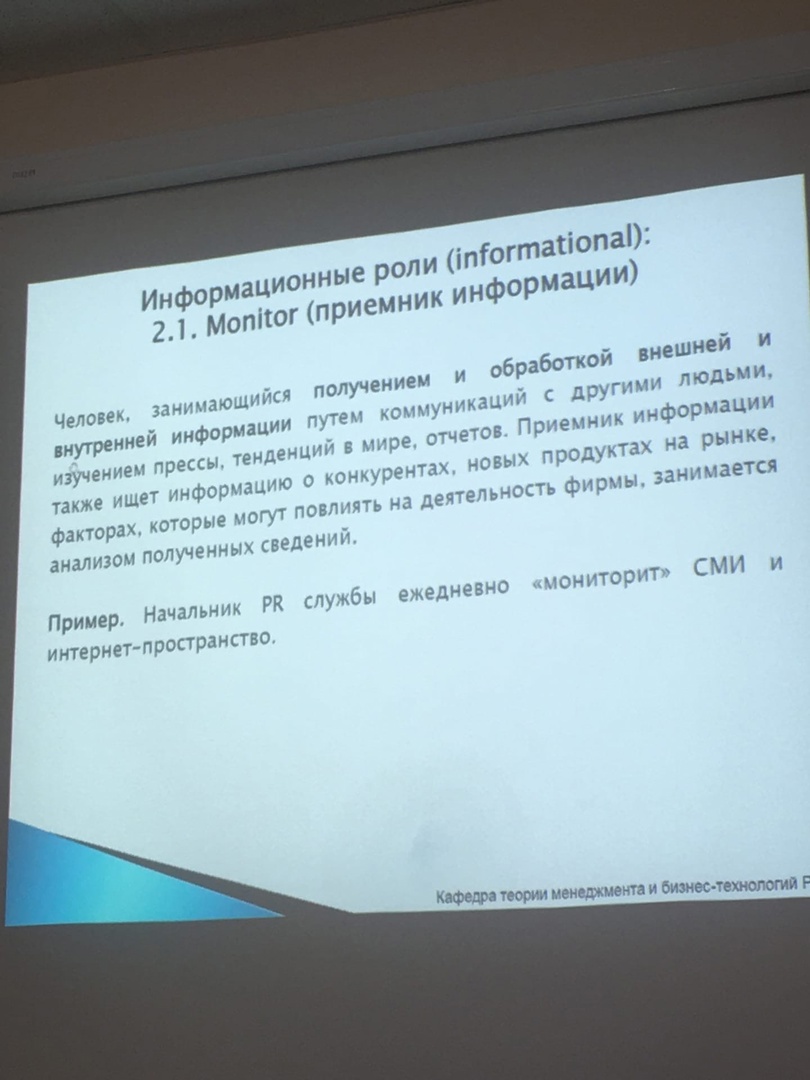 Информационные роли (informational):
2.1. Monitor (приемник информации)
Человек, занимающийся получением и обработкой внешней и
внутренней информации путем коммуникаций с другими людьми,
изучением прессы, тенденций в мире, отчетов. Приемник информации
также ищет информацию о конкурентах, новых продуктах на рынке,
факторах, которые могут повлиять на деятельность фирмы, занимается
анализом полученных сведений.
Пример. Начальник PR службы ежедневно «мониторит» СМИ и
интернет-пространство.
Кафедра теории менеджмента и бизнес-технологий